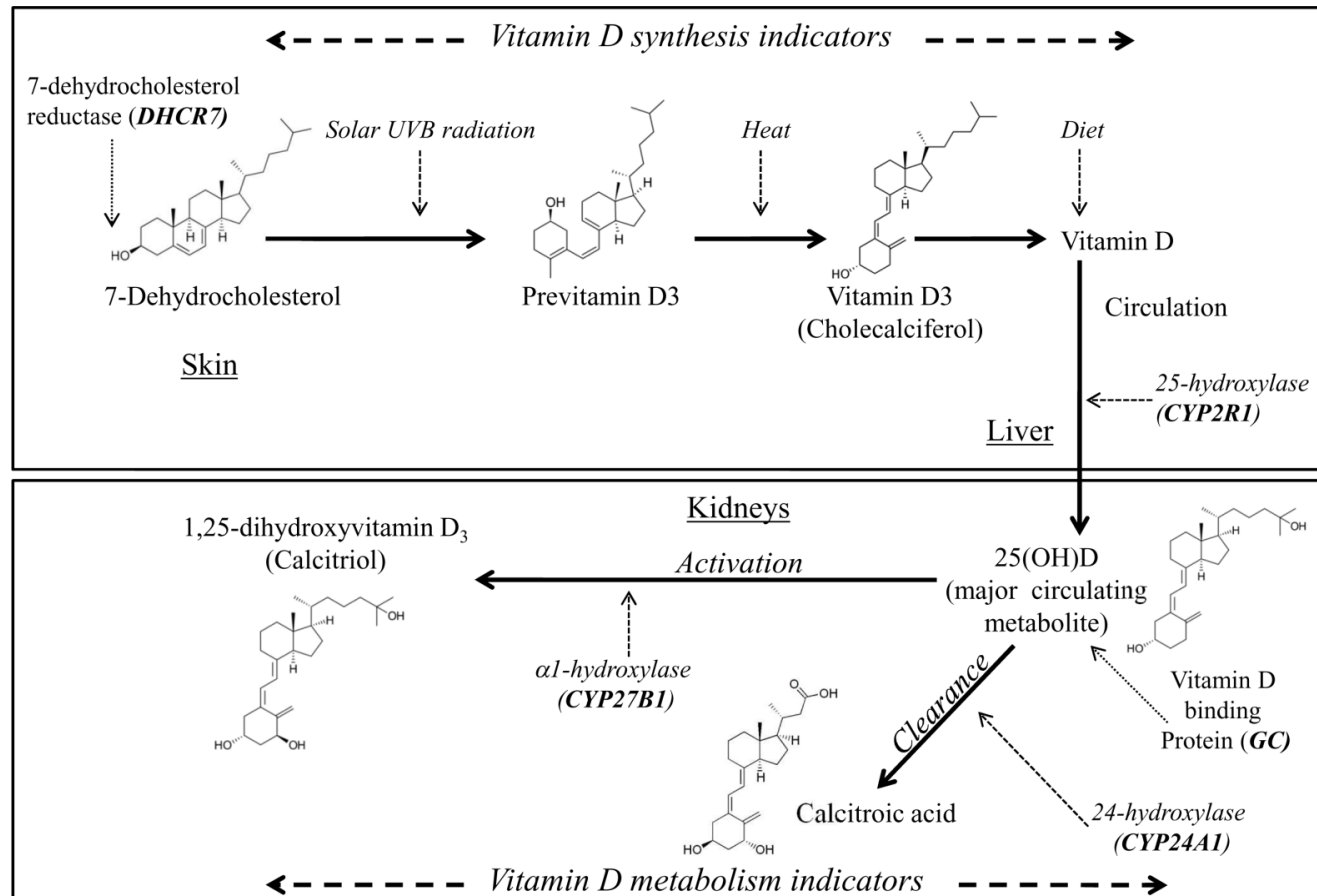 Vitamin D synthesis indicators
7-dehydrocholesterol
reductase (DHCR7)
Solar UVB radiation
Heat
Diet
HO
H
H
OH
H
H
HO
H
Vitamin D
7-Dehydrocholesterol
Previtamin D3
Vitamin D3
(Cholecalciferol)
Circulation
Skin
25-hydroxylase
(CYP2R1)
Liver
Kidneys
1,25-dihydroxyvitamin D3
(Calcitriol)
Activation
25(OH)D
(major circulating
metabolite)
OH
H
HO
OH
H
HO
OH
α1-hydroxylase
(CYP27B1)
Clearance
Vitamin D
binding
Protein (GC)
O
OH
H
H
HO
OH
Calcitroic acid
24-hydroxylase
(CYP24A1)
Vitamin D metabolism indicators